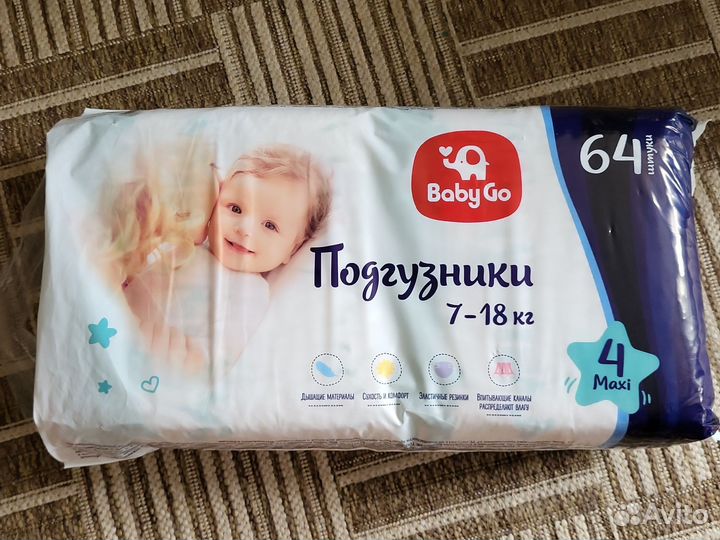 Baby Go
64 штуки
Подгузники
7-18 кг
4
Maxi
Дышащие материалы
Сухость и комфорт
Эластичные резинки
Впитывающие каналы
распределяют влагу
Avito